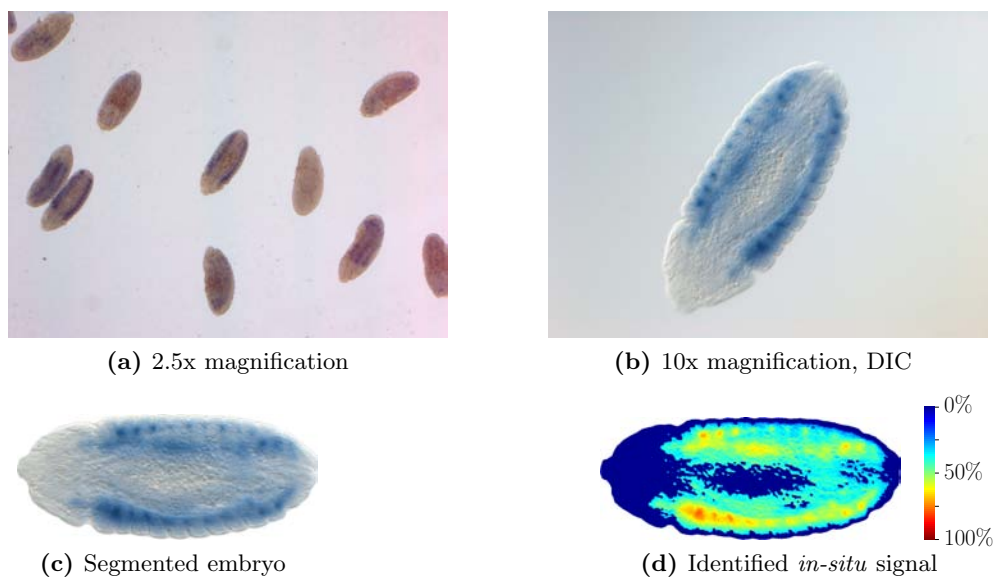 (a) 2.5x magnification
(b) 10x magnification, DIC
0%
50%
100%
(c) Segmented embryo
(d) Identified in-situ signal